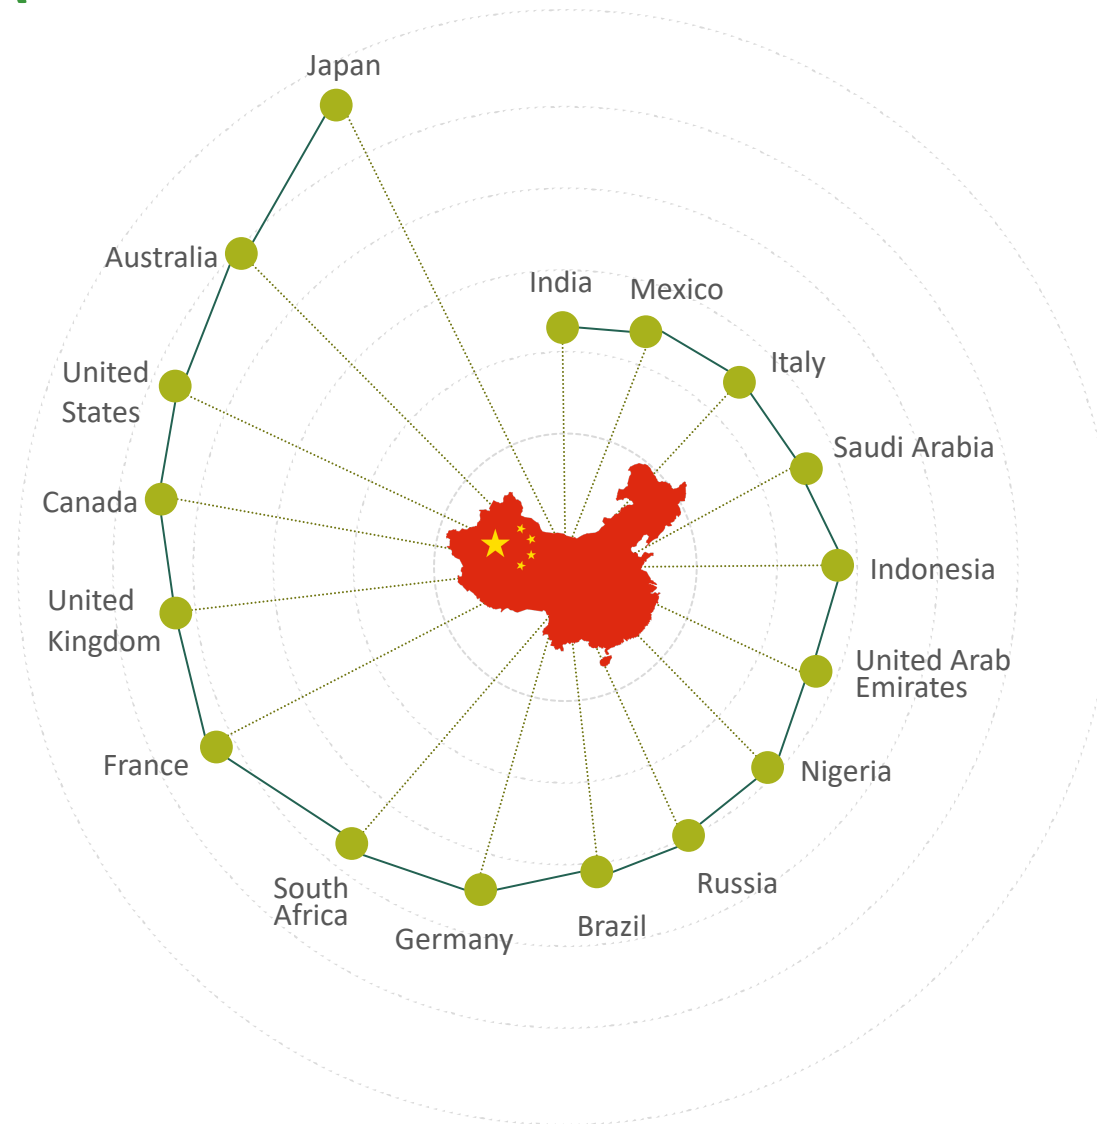 Japan
Australia
India
Mexico
Italy
United
States
Saudi Arabia
Canada
Indonesia
United
Kingdom
United Arab
Emirates
France
Nigeria
South
Africa
Russia
Germany
Brazil